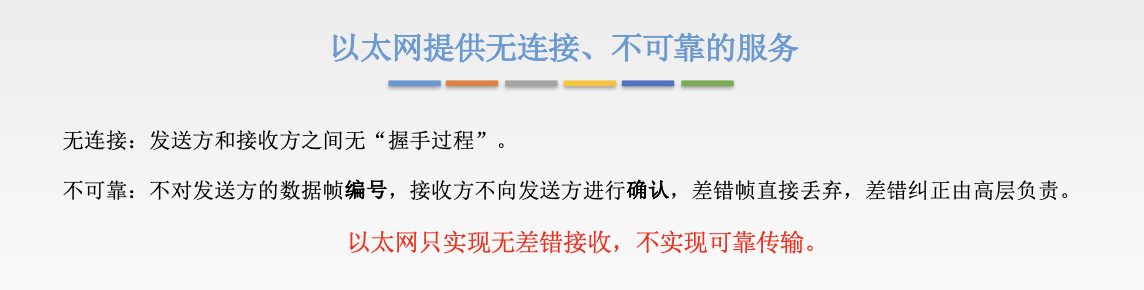 以太网提供无连接、不可靠的服务
无连接：发送方和接收方之间无“握手过程”。
不可靠：不对发送方的数据帧编号，接收方不向发送方进行确认，差错帧直接丢弃，差错纠正由高层负责。
以太网只实现无差错接收，不实现可靠传输。